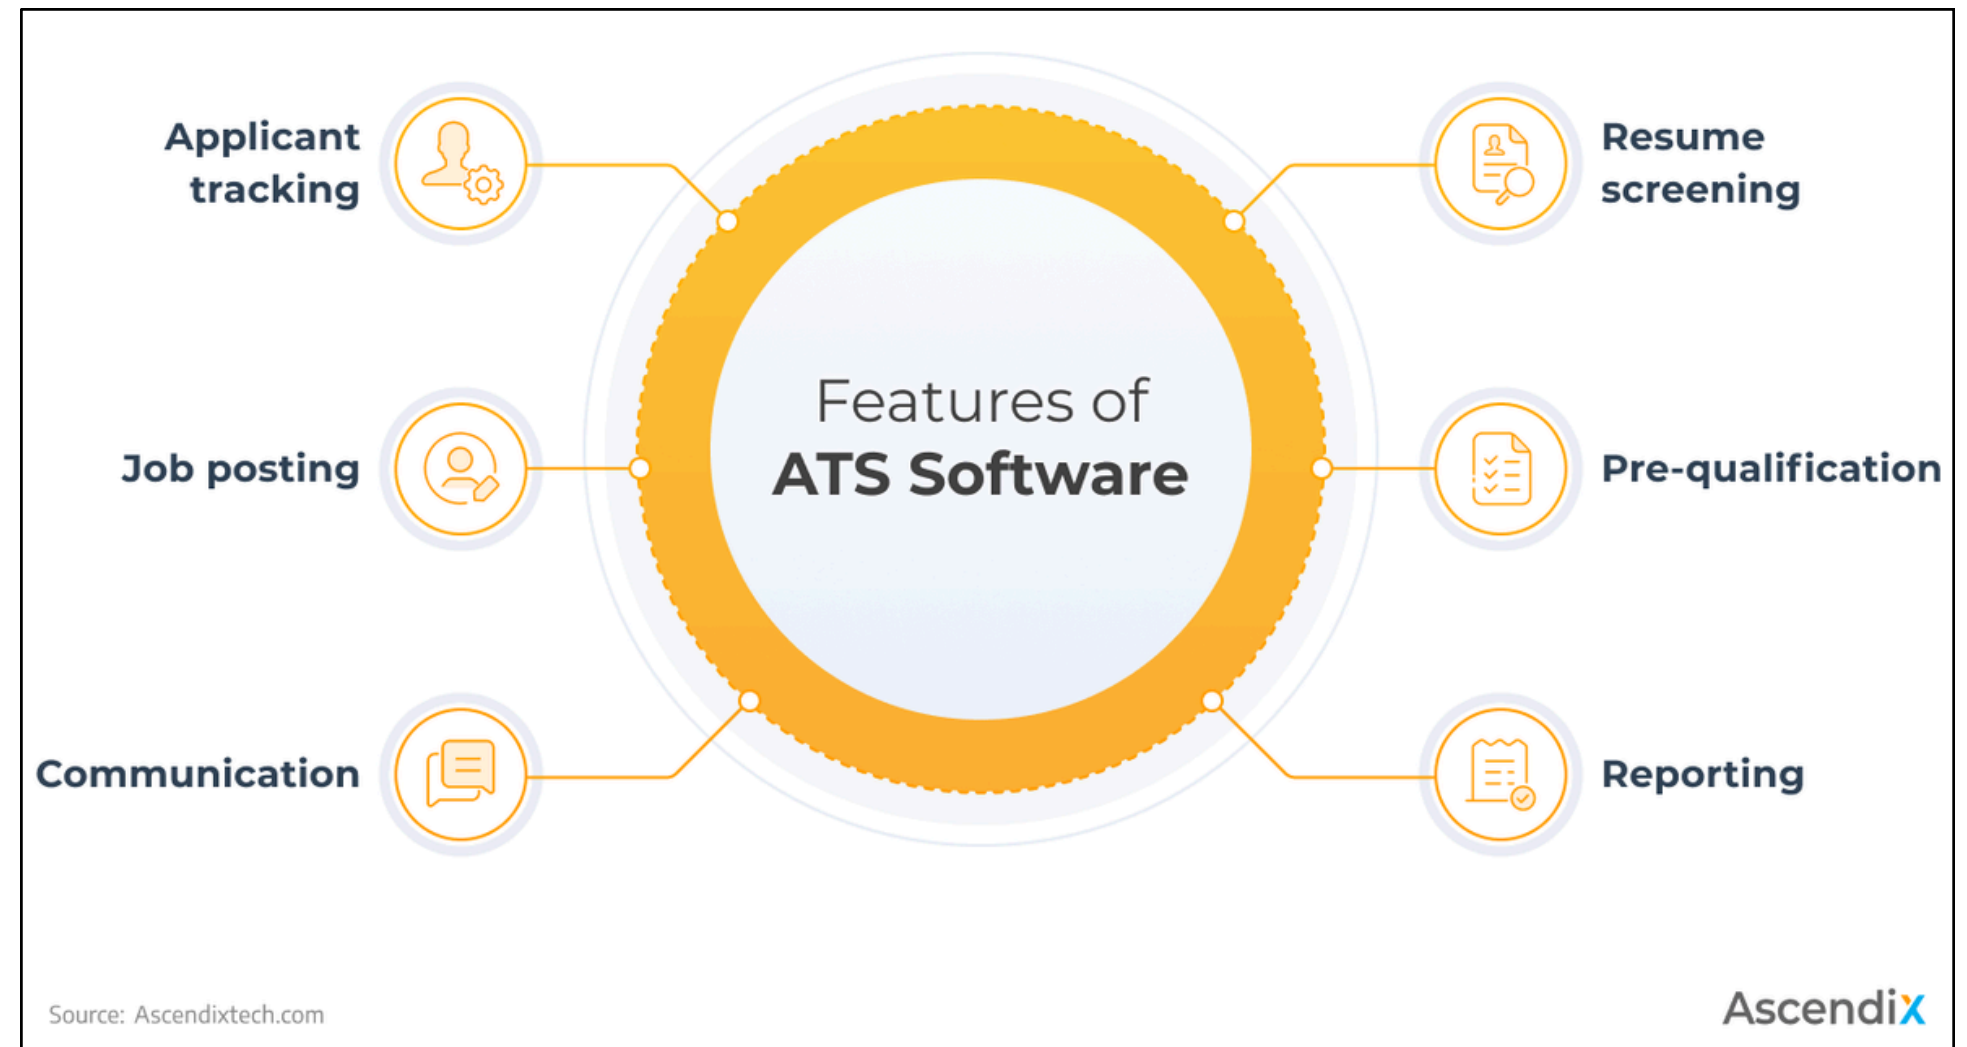 Applicant
tracking
Job posting
Communication
Features of
ATS Software
Resume
screening
Pre-qualification
Reporting
Source: Ascendixtech.com
Ascendix